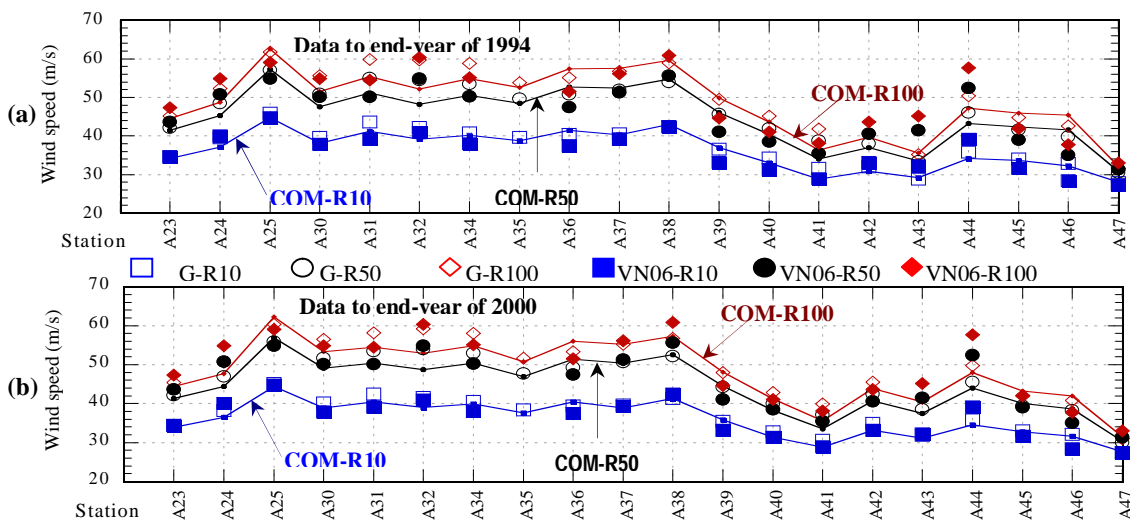 (a)
Wind speed (m/s)
70
60
50
40
30
20
Data to end-year of 1994
COM-R100
COM-R10
COM-R50
Station
A23 A24 A25 A30 A31 A32 A34 A35 A36 A37 A38 A39 A40 A41 A42 A43 A44 A45 A46 A47
G-R10 G-R50 G-R100 VN06-R10 VN06-R50 VN06-R100
(b)
Wind speed (m/s)
70
60
50
40
30
20
Data to end-year of 2000
COM-R100
COM-R10
COM-R50
Station
A23 A24 A25 A30 A31 A32 A34 A35 A36 A37 A38 A39 A40 A41 A42 A43 A44 A45 A46 A47